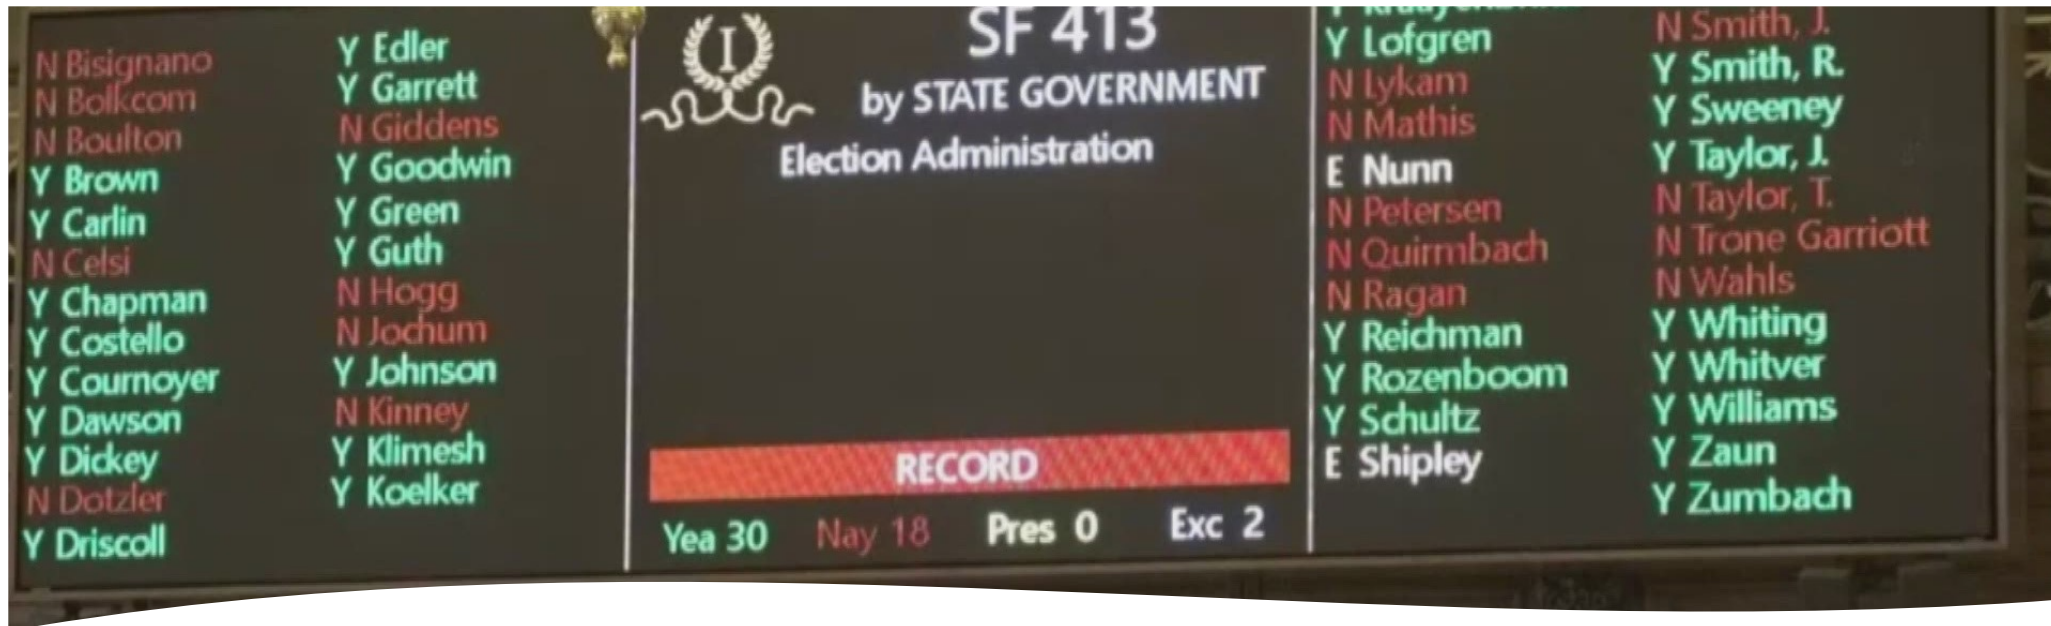 N Bisignano
N Bolkcom
N Boulton
Y Brown
Y Carlin
N Celsi
Y Chapman
Y Costello
Y Cournoyer
Y Dawson
Y Dickey
N Dotzler
Y Driscoll
Y Edler
Y Garrett
N Giddens
Y Goodwin
Y Green
Y Guth
N Hogg
N Jochum
Y Johnson
N Kinney
Y Klimesh
Y Koelker
I
SF 413
by STATE GOVERNMENT
Election Administration
RECORD
Yea 30 Nay 18 Pres 0 Exc 2
Y Lofgren
N Lykam
N Mathis
E Nunn
N Petersen
N Quirmbach
N Ragan
Y Reichman
Y Rozenboom
Y Schultz
E Shipley
N Smith, J.
Y Smith, R.
Y Sweeney
Y Taylor, J.
N Taylor, T.
N Trone Garriott
N Wahls
Y Whiting
Y Whitver
Y Williams
Y Zaun
Y Zumbach